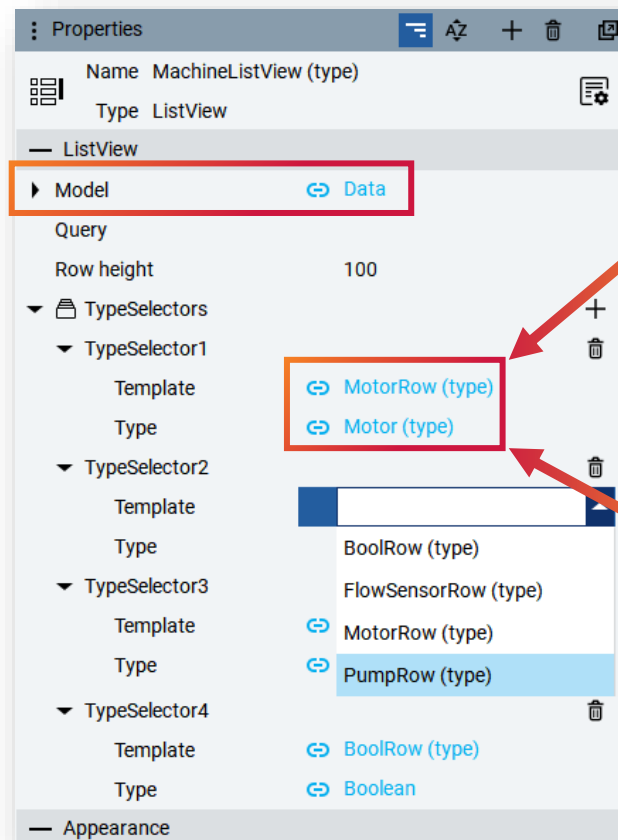 Properties
Name MachineListView (type)
Type ListView
ListView
Model Data
Query
Row height 100
TypeSelectors
TypeSelector1
Template MotorRow (type)
Type Motor (type)
TypeSelector2
Template
Type BoolRow (type)
TypeSelector3 FlowSensorRow (type)
Template MotorRow (type)
Type PumpRow (type)
TypeSelector4
Template BoolRow (type)
Type Boolean
Appearance